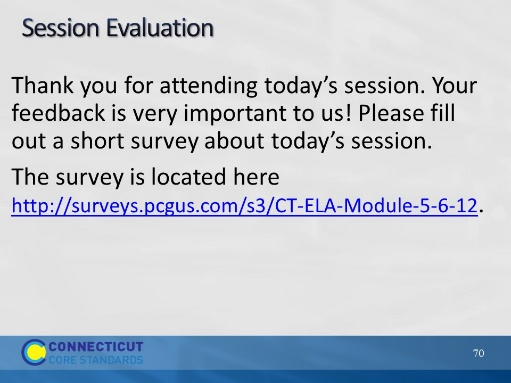 Session Evaluation
Thank you for attending today’s session. Your
feedback is very important to us! Please fill
out a short survey about today’s session.
The survey is located here
http://surveys.pcgus.com/s3/CT-ELA-Module-5-6-12.
CONNECTICUT
CORE STANDARDS
70